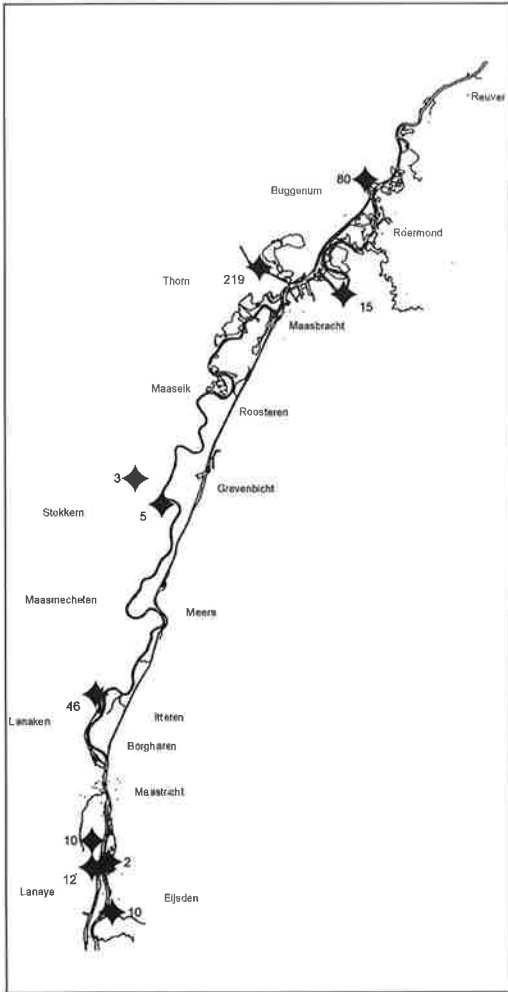 Reuver
80
Buggenum
Roermond
Thorn
219
15
Maasbracht
Maaseik
Roosteren
3
Grevenbicht
Stokkem
5
Maasmechelen
Meers
46
Lanaken
Itteren
Borgharen
Maastricht
10
2
12
Lanaye
Eijsden
10